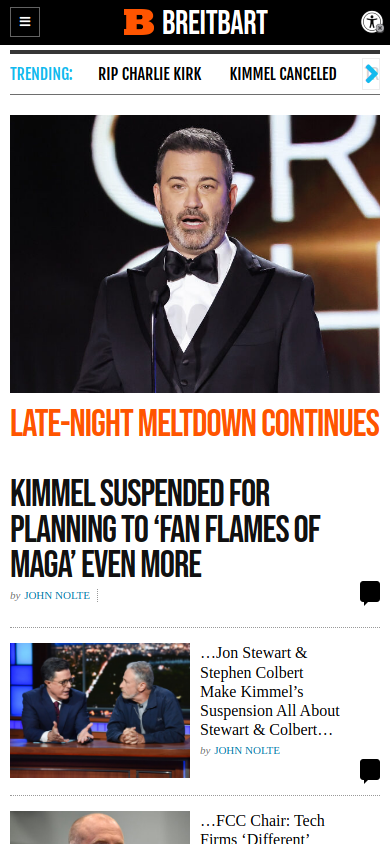 BREITBART
TRENDING: RIP CHARLIE KIRK KIMMEL CANCELED
LATE-NIGHT MELTDOWN CONTINUES
KIMMEL SUSPENDED FOR
PLANNING TO ‘FAN FLAMES OF
MAGA’ EVEN MORE
by JOHN NOLTE
…Jon Stewart &
Stephen Colbert
Make Kimmel’s
Suspension All About
Stewart & Colbert…
by JOHN NOLTE
…FCC Chair: Tech
Firms ‘Different’